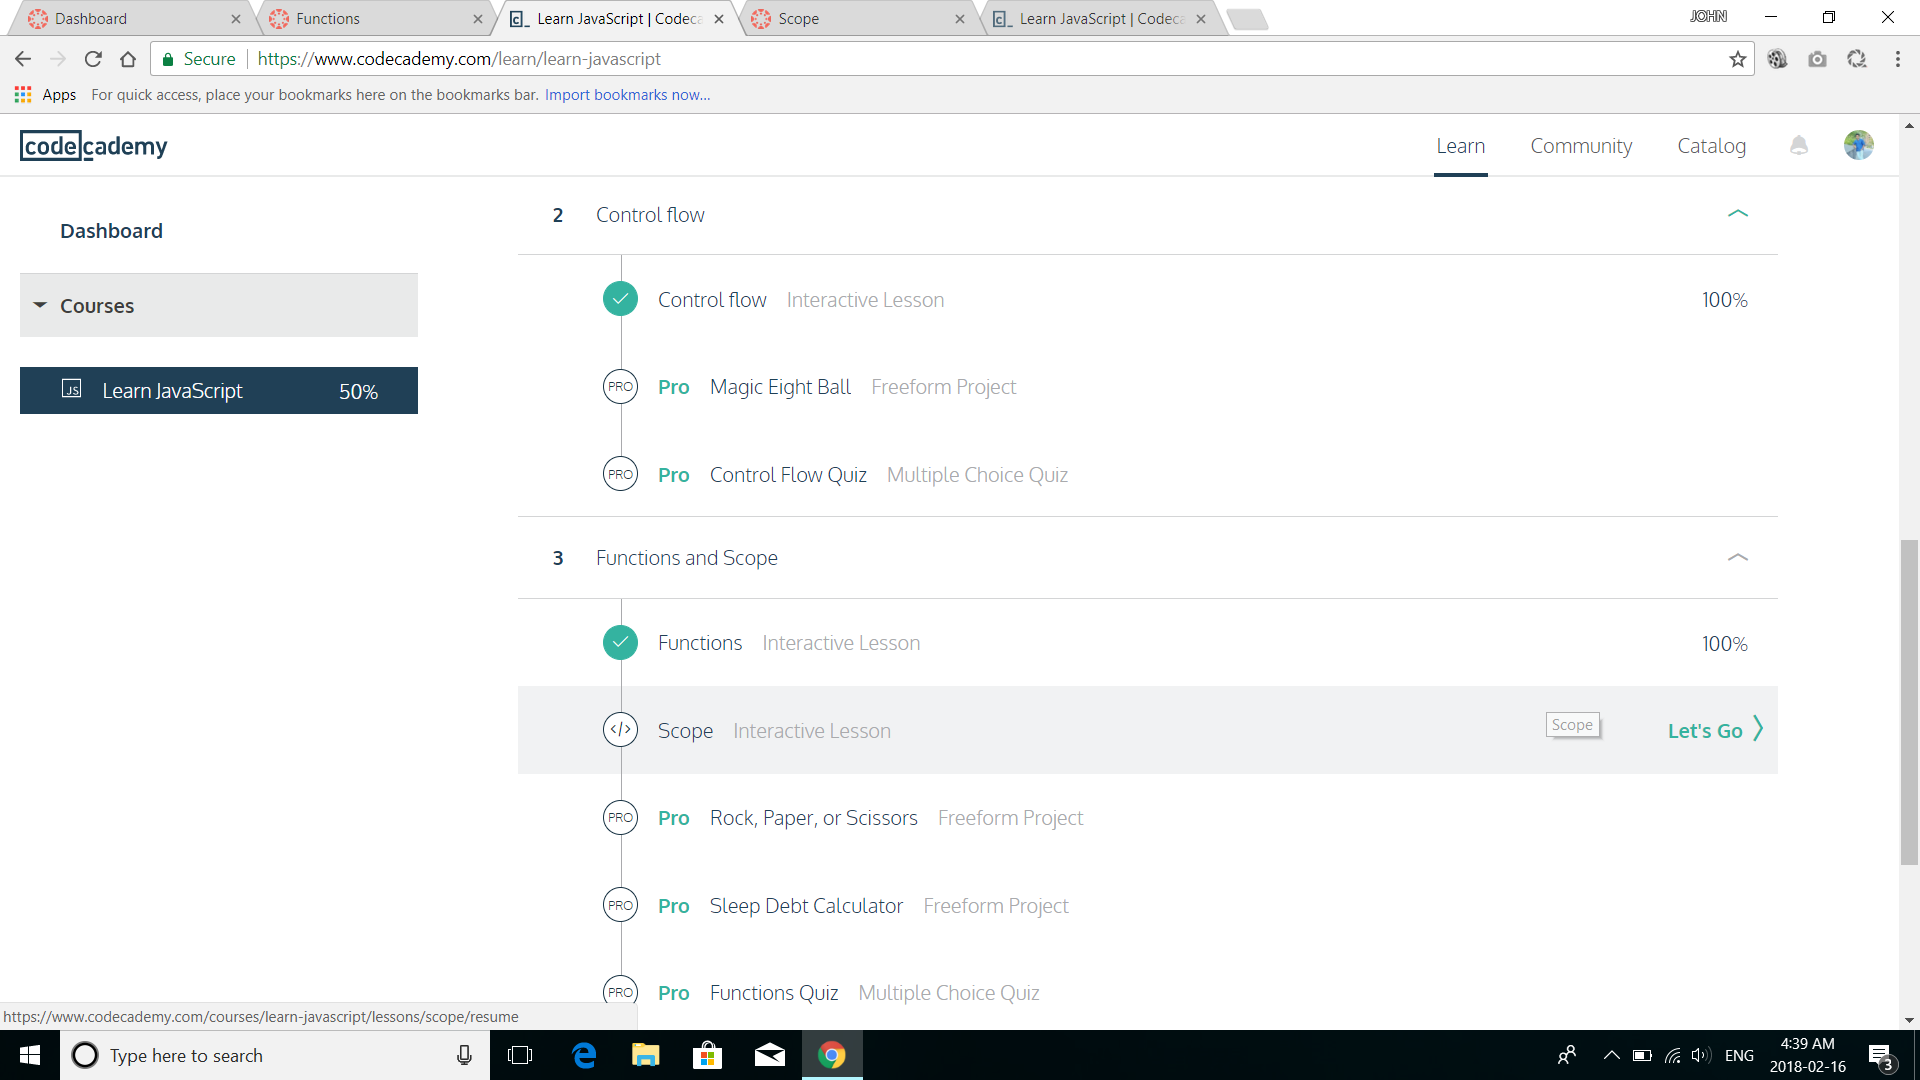 Dashboard
Functions
Learn JavaScript | Codeca
Scope
Learn JavaScript | Codeca
JOHN
Secure
https://www.codecademy.com/learn/learn-javascript
Apps
For quick access, place your bookmarks here on the bookmarks bar. Import bookmarks now...
codecademy
Learn
Community
Catalog
Dashboard
Courses
JS Learn JavaScript 50%
2 Control flow
Control flow Interactive Lesson 100%
PRO Pro Magic Eight Ball Freeform Project
PRO Pro Control Flow Quiz Multiple Choice Quiz
3 Functions and Scope
Functions Interactive Lesson 100%
</> Scope Interactive Lesson Scope Let's Go
PRO Pro Rock, Paper, or Scissors Freeform Project
PRO Pro Sleep Debt Calculator Freeform Project
PRO Pro Functions Quiz Multiple Choice Quiz
https://www.codecademy.com/courses/learn-javascript/lessons/scope/resume
Type here to search
ENG
4:39 AM
2018-02-16
3